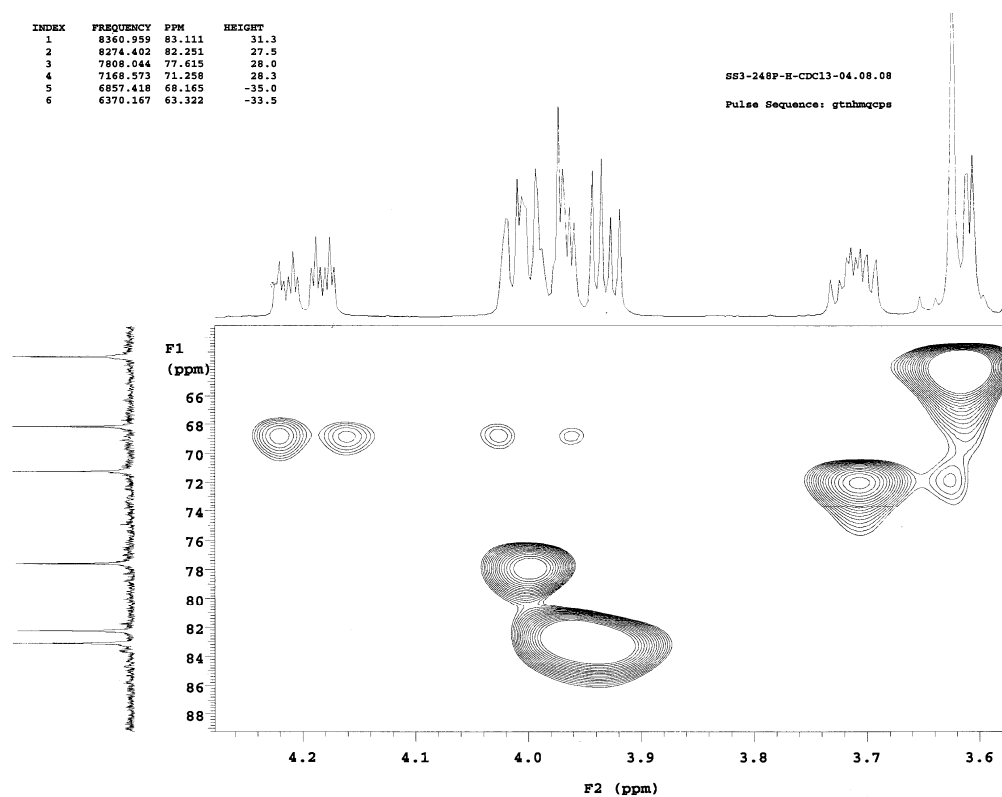 INDEX FREQUENCY PPM HEIGHT
1 8360.959 83.111 31.3
2 8274.402 82.251 27.5
3 7808.044 77.615 28.0
4 7168.573 71.258 28.3
5 6857.418 68.165 -35.0
6 6370.167 63.322 -33.5
SS3-248P-H-CDCl3-04.08.08
Pulse Sequence: gtnhmqcps
F1
(ppm)
66
68
70
72
74
76
78
80
82
84
86
88
4.2 4.1 4.0 3.9 3.8 3.7 3.6
F2 (ppm)